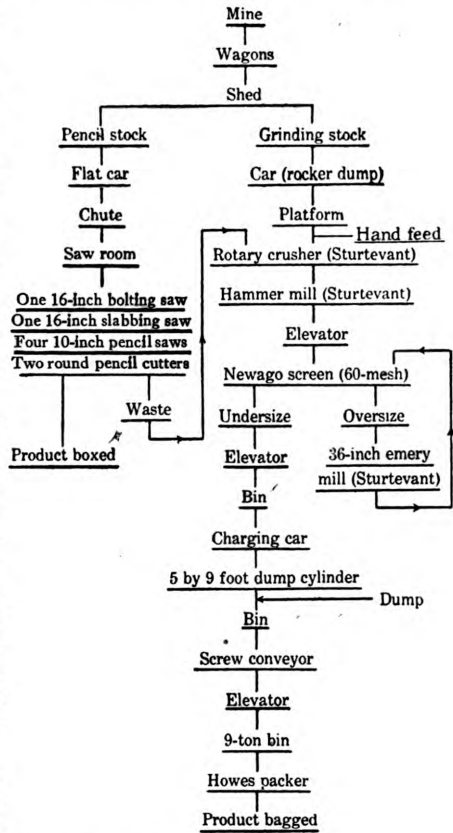 Mine
Wagons
Shed
Pencil stock
Flat car
Chute
Saw room
One 16-inch bolting saw
One 16-inch slabbing saw
Four 10-inch pencil saws
Two round pencil cutters
Waste
Product boxed
Grinding stock
Car (rocker dump)
Platform
Hand feed
Rotary crusher (Sturtevant)
Hammer mill (Sturtevant)
Elevator
Newago screen (60-mesh)
Undersize
Oversize
36-inch emery
mill (Sturtevant)
Elevator
Bin
Charging car
5 by 9 foot dump cylinder
Dump
Bin
Screw conveyor
Elevator
9-ton bin
Howes packer
Product bagged